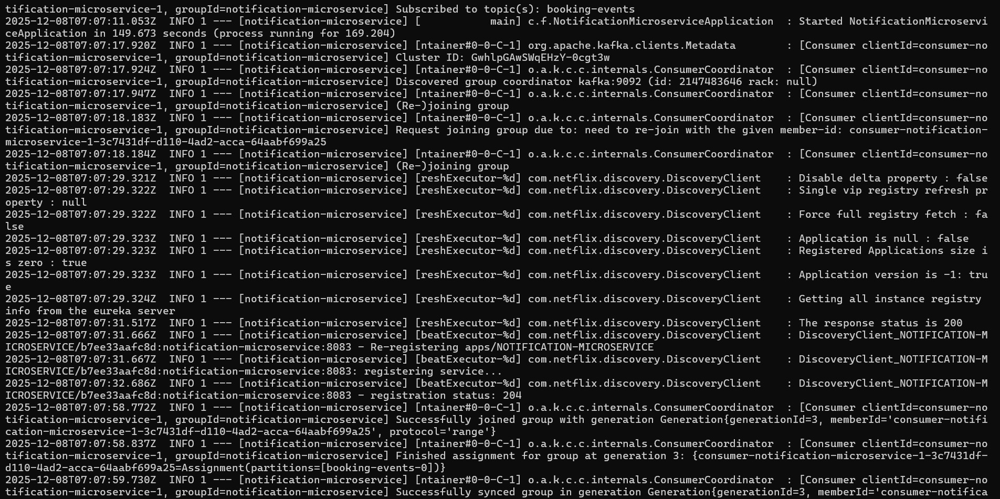 tification-microservice-1, groupId=notification-microservice] Subscribed to topic(s): booking-events
2025-12-08T07:07:11.053Z  INFO 1 --- [notification-microservice] [           main] c.f.NotificationMicroserviceApplication  : Started NotificationMicroservi
ceApplication in 149.673 seconds (process running for 169.204)
2025-12-08T07:07:17.920Z  INFO 1 --- [notification-microservice] [ntainer#0-0-C-1] org.apache.kafka.clients.Metadata        : [Consumer clientId=consumer-no
tification-microservice-1, groupId=notification-microservice] Cluster ID: GwhlpGAwSWqEHzY-0cgt3w
2025-12-08T07:07:17.924Z  INFO 1 --- [notification-microservice] [ntainer#0-0-C-1] o.a.k.c.c.internals.ConsumerCoordinator  : [Consumer clientId=consumer-no
tification-microservice-1, groupId=notification-microservice] Discovered group coordinator kafka:9092 (id: 2147483646 rack: null)
2025-12-08T07:07:17.947Z  INFO 1 --- [notification-microservice] [ntainer#0-0-C-1] o.a.k.c.c.internals.ConsumerCoordinator  : [Consumer clientId=consumer-no
tification-microservice-1, groupId=notification-microservice] (Re-)joining group
2025-12-08T07:07:18.183Z  INFO 1 --- [notification-microservice] [ntainer#0-0-C-1] o.a.k.c.c.internals.ConsumerCoordinator  : [Consumer clientId=consumer-no
tification-microservice-1, groupId=notification-microservice] Request joining group due to: need to re-join with the given member-id: consumer-notification-
microservice-1-3c7431df-d110-4ad2-acca-64aabf699a25
2025-12-08T07:07:18.184Z  INFO 1 --- [notification-microservice] [ntainer#0-0-C-1] o.a.k.c.c.internals.ConsumerCoordinator  : [Consumer clientId=consumer-no
tification-microservice-1, groupId=notification-microservice] (Re-)joining group
2025-12-08T07:07:29.321Z  INFO 1 --- [notification-microservice] [reshExecutor-%d] com.netflix.discovery.DiscoveryClient    : Disable delta property : false
2025-12-08T07:07:29.322Z  INFO 1 --- [notification-microservice] [reshExecutor-%d] com.netflix.discovery.DiscoveryClient    : Single vip registry refresh pr
operty : null
2025-12-08T07:07:29.322Z  INFO 1 --- [notification-microservice] [reshExecutor-%d] com.netflix.discovery.DiscoveryClient    : Force full registry fetch : fa
lse
2025-12-08T07:07:29.323Z  INFO 1 --- [notification-microservice] [reshExecutor-%d] com.netflix.discovery.DiscoveryClient    : Application is null : false
2025-12-08T07:07:29.323Z  INFO 1 --- [notification-microservice] [reshExecutor-%d] com.netflix.discovery.DiscoveryClient    : Registered Applications size i
s zero : true
2025-12-08T07:07:29.323Z  INFO 1 --- [notification-microservice] [reshExecutor-%d] com.netflix.discovery.DiscoveryClient    : Application version is -1: tru
e
2025-12-08T07:07:29.324Z  INFO 1 --- [notification-microservice] [reshExecutor-%d] com.netflix.discovery.DiscoveryClient    : Getting all instance registry
info from the eureka server
2025-12-08T07:07:31.517Z  INFO 1 --- [notification-microservice] [reshExecutor-%d] com.netflix.discovery.DiscoveryClient    : The response status is 200
2025-12-08T07:07:31.666Z  INFO 1 --- [notification-microservice] [beatExecutor-%d] com.netflix.discovery.DiscoveryClient    : DiscoveryClient_NOTIFICATION-M
ICROSERVICE/b7ee33aafc8d:notification-microservice:8083 - Re-registering apps/NOTIFICATION-MICROSERVICE
2025-12-08T07:07:31.667Z  INFO 1 --- [notification-microservice] [beatExecutor-%d] com.netflix.discovery.DiscoveryClient    : DiscoveryClient_NOTIFICATION-M
ICROSERVICE/b7ee33aafc8d:notification-microservice:8083: registering service...
2025-12-08T07:07:32.686Z  INFO 1 --- [notification-microservice] [beatExecutor-%d] com.netflix.discovery.DiscoveryClient    : DiscoveryClient_NOTIFICATION-M
ICROSERVICE/b7ee33aafc8d:notification-microservice:8083 - registration status: 204
2025-12-08T07:07:58.772Z  INFO 1 --- [notification-microservice] [ntainer#0-0-C-1] o.a.k.c.c.internals.ConsumerCoordinator  : [Consumer clientId=consumer-no
tification-microservice-1, groupId=notification-microservice] Successfully joined group with generation Generation{generationId=3, memberId='consumer-notifi
cation-microservice-1-3c7431df-d110-4ad2-acca-64aabf699a25', protocol='range'}
2025-12-08T07:07:58.837Z  INFO 1 --- [notification-microservice] [ntainer#0-0-C-1] o.a.k.c.c.internals.ConsumerCoordinator  : [Consumer clientId=consumer-no
tification-microservice-1, groupId=notification-microservice] Finished assignment for group at generation 3: {consumer-notification-microservice-1-3c7431df-
d110-4ad2-acca-64aabf699a25=Assignment(partitions=[booking-events-0])}
2025-12-08T07:07:59.730Z  INFO 1 --- [notification-microservice] [ntainer#0-0-C-1] o.a.k.c.c.internals.ConsumerCoordinator  : [Consumer clientId=consumer-no
tification-microservice-1, groupId=notification-microservice] Successfully synced group in generation Generation{generationId=3, memberId='consumer-notifica